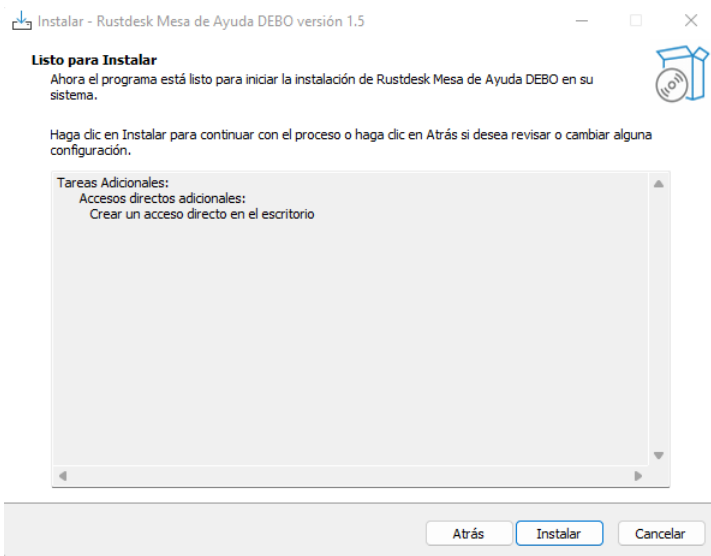 Instalar - Rustdesk Mesa de Ayuda DEBO versión 1.5
Listo para Instalar
Ahora el programa está listo para iniciar la instalación de Rustdesk Mesa de Ayuda DEBO en su
sistema.
Haga clic en Instalar para continuar con el proceso o haga clic en Atrás si desea revisar o cambiar alguna
configuración.
Tareas Adicionales:
Accesos directos adicionales:
Crear un acceso directo en el escritorio
Atrás
Instalar
Cancelar